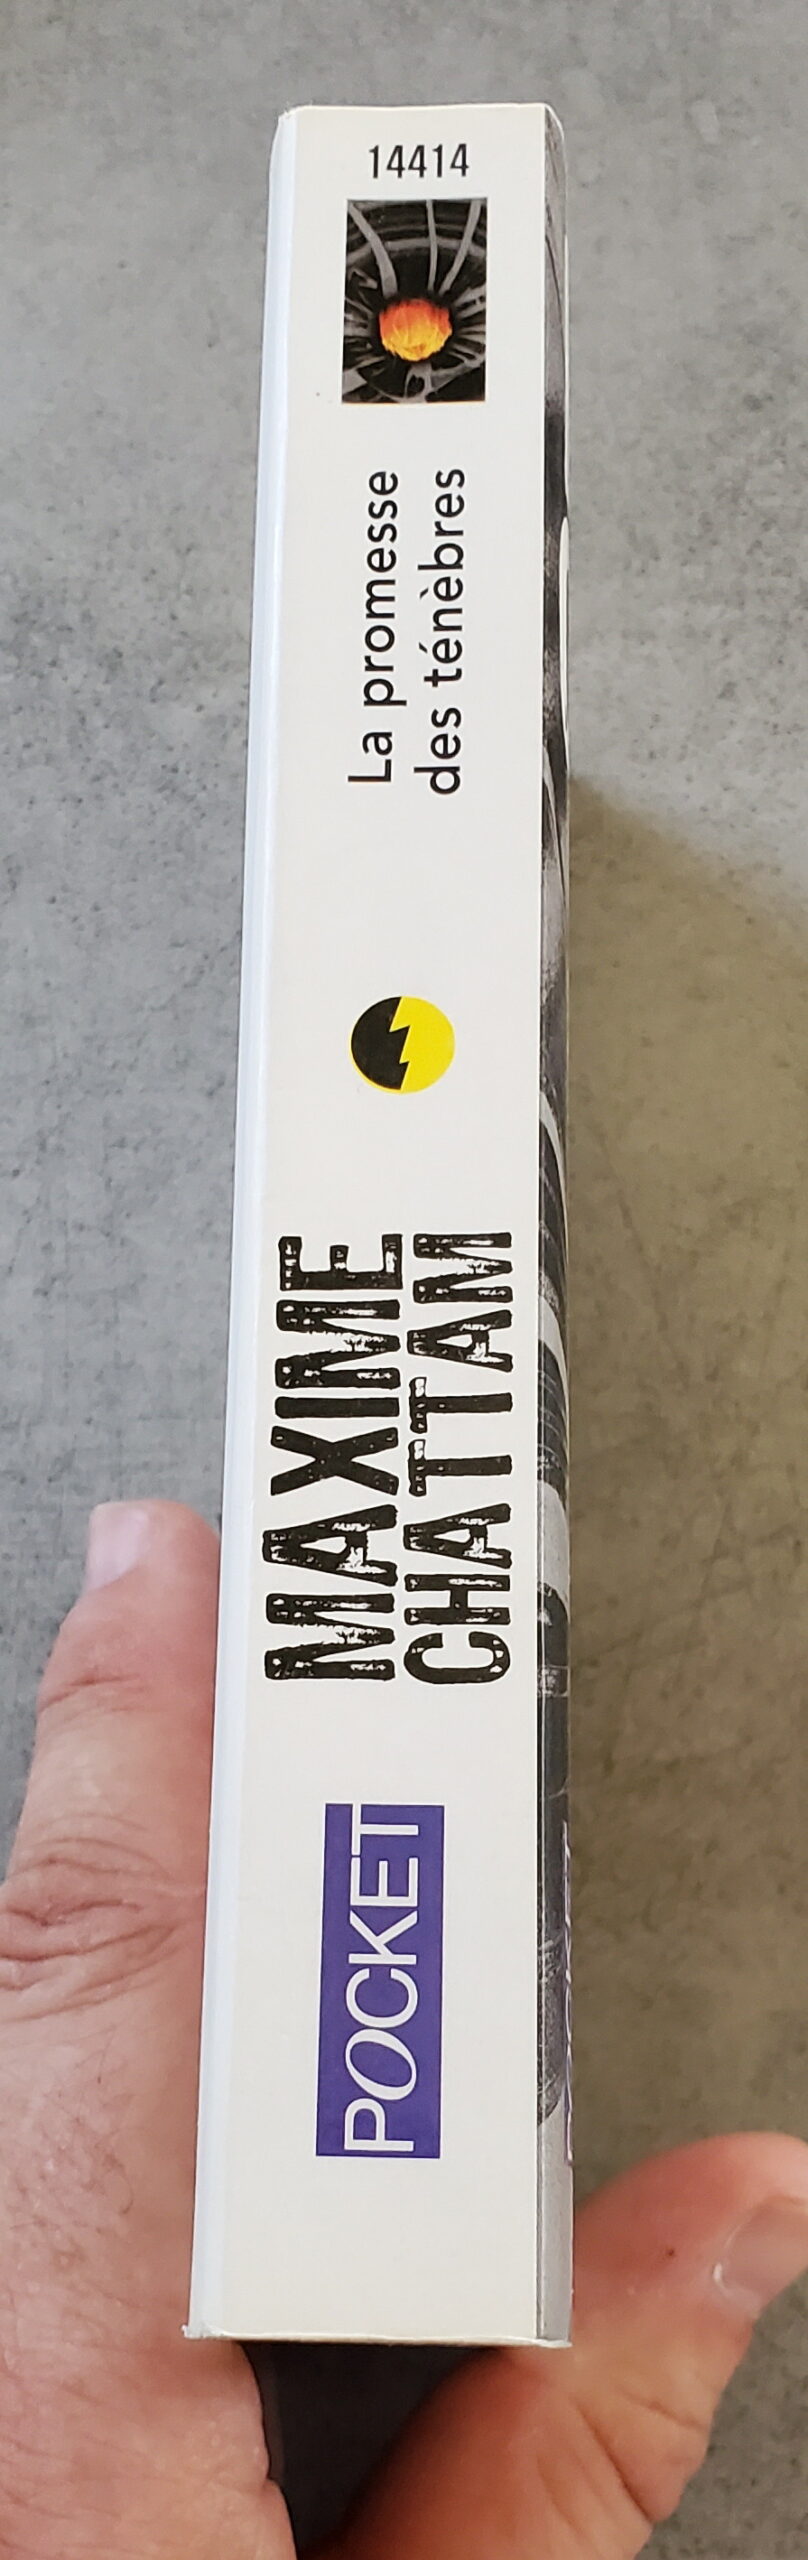 14414
La promesse
des ténèbres
MAXIME
CHATTAM
POCKET